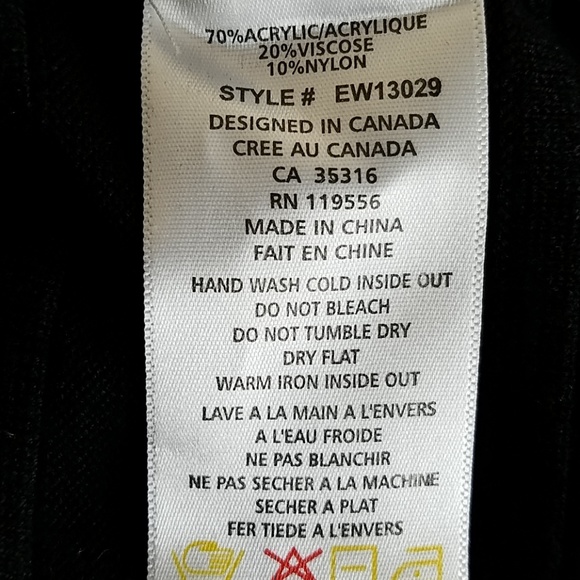 70%ACRYLIC/ACRYLIQUE
20%VISCOSE
10%NYLON
STYLE # EW13029
DESIGNED IN CANADA
CREE AU CANADA
CA 35316
RN 119556
MADE IN CHINA
FAIT EN CHINE
HAND WASH COLD INSIDE OUT
DO NOT BLEACH
DO NOT TUMBLE DRY
DRY FLAT
WARM IRON INSIDE OUT
LAVE A LA MAIN A L'ENVERS
A L'EAU FROIDE
NE PAS BLANCHIR
NE PAS SECHER A LA MACHINE
SECHER A PLAT
FER TIEDE A L'ENVERS